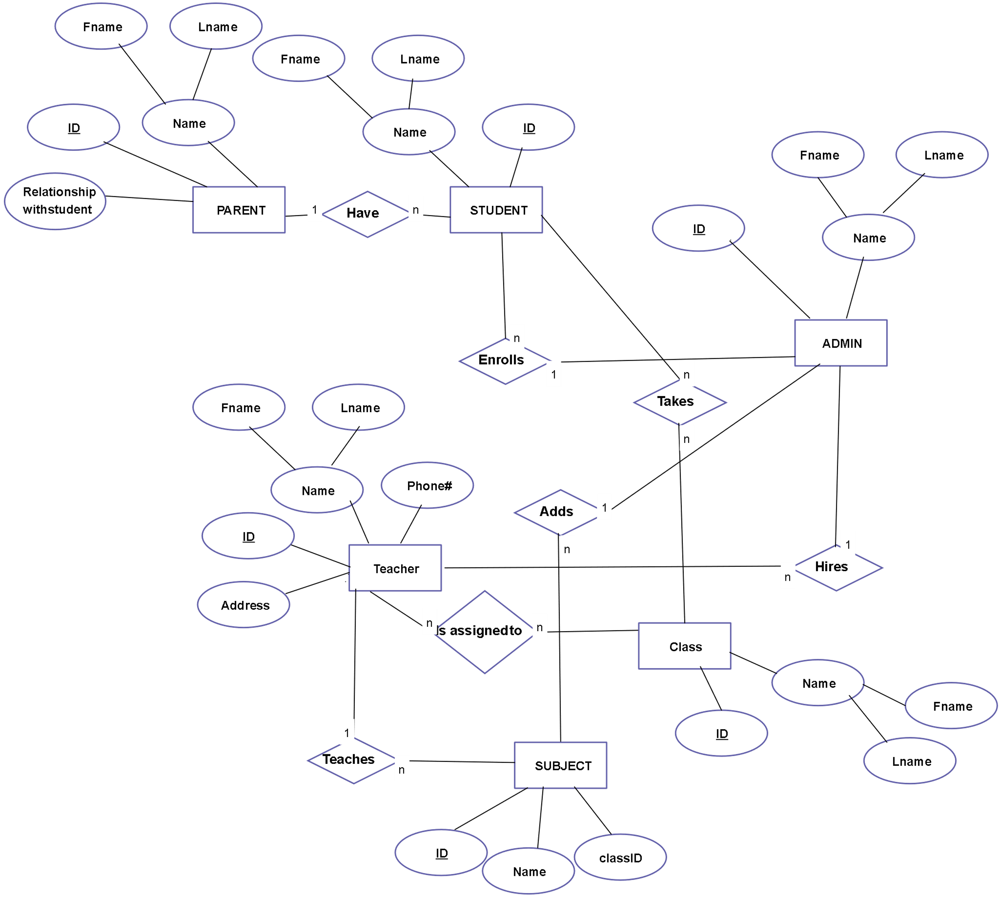 Fname
Lname
Fname
Lname
ID
Name
Name
ID
Fname
Lname
Relationship
withstudent
PARENT
1
Have
n
STUDENT
ID
Name
n
Enrolls
1
ADMIN
n
Takes
n
Fname
Lname
Name
Phone#
Adds
1
n
ID
Teacher
1
Hires
n
Address
n
Is assignedto
n
Class
Name
Fname
ID
Lname
1
Teaches
n
SUBJECT
ID
Name
classID